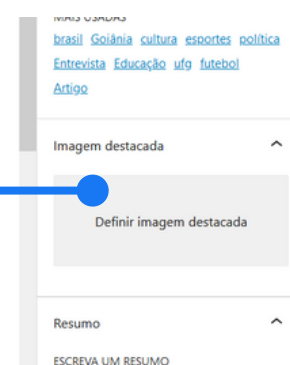 MAIS USADAS
brasil Goiânia cultura esportes política
Entrevista Educação ufg futebol
Artigo
Imagem destacada
Definir imagem destacada
Resumo
ESCREVA UM RESUMO